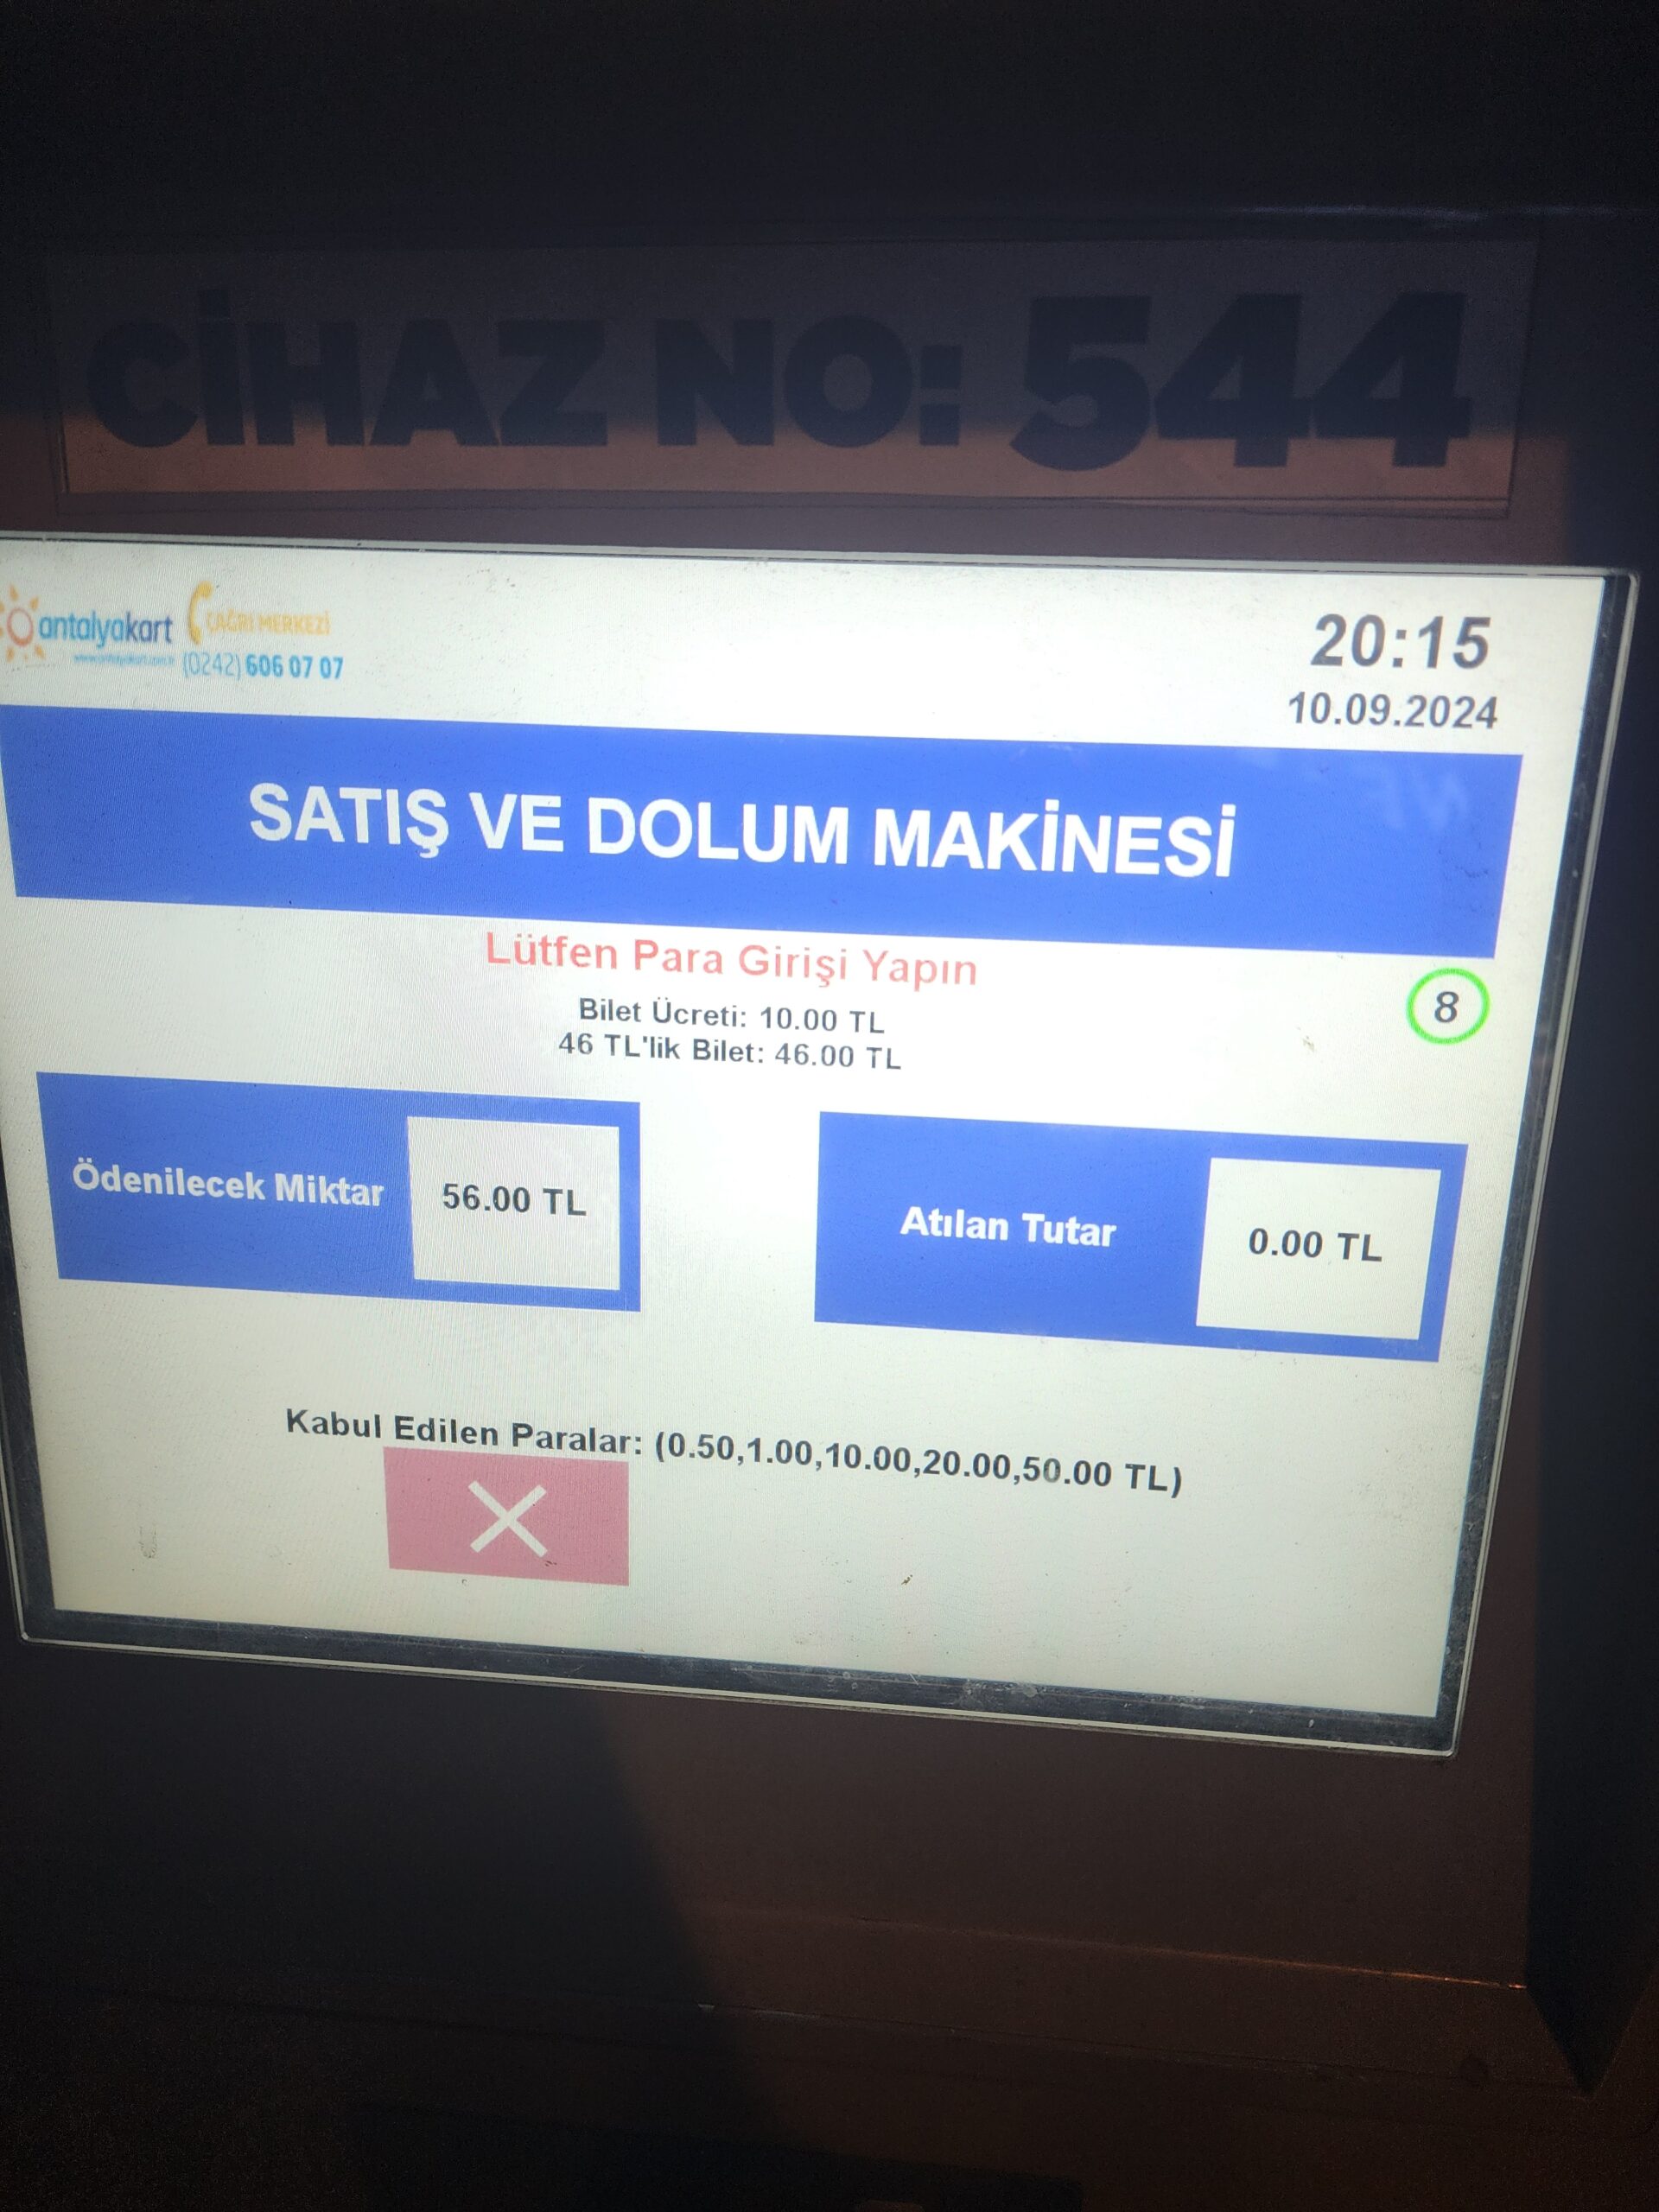 CİHAZ NO: 544
antalyakart
ÇAĞRI MERKEZİ
(0242) 606 07 07
20:15
10.09.2024
SATIŞ VE DOLUM MAKİNESİ
Lütfen Para Girişi Yapın
8
Bilet Ücreti: 10.00 TL
46 TL'lik Bilet: 46.00 TL
Ödenilecek Miktar 56.00 TL
Atılan Tutar 0.00 TL
Kabul Edilen Paralar: (0.50,1.00,10.00,20.00,50.00 TL)